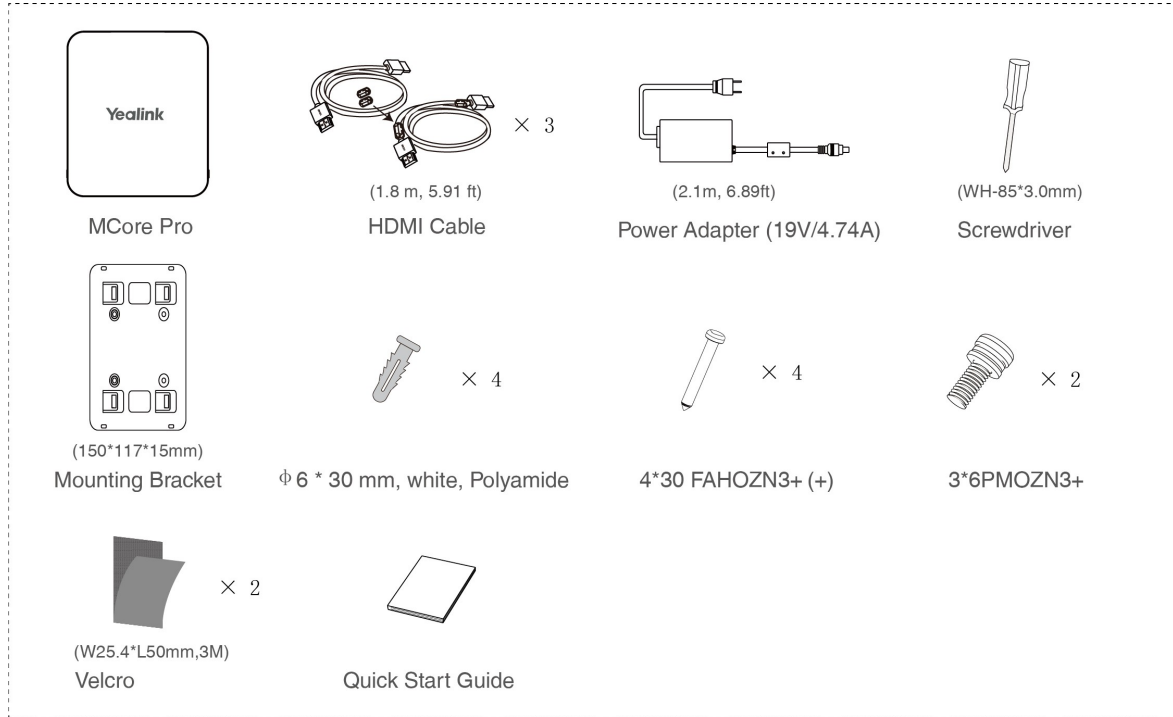 Yealink
× 3
(1.8 m, 5.91 ft)
(2.1m, 6.89ft)
(WH-85*3.0mm)
MCore Pro
HDMI Cable
Power Adapter (19V/4.74A)
Screwdriver
× 4
× 4
× 2
(150*117*15mm)
Mounting Bracket
ϕ6 * 30 mm, white, Polyamide
4*30 FAHOZN3+ (+)
3*6PMOZN3+
× 2
(W25.4*L50mm,3M)
Velcro
Quick Start Guide